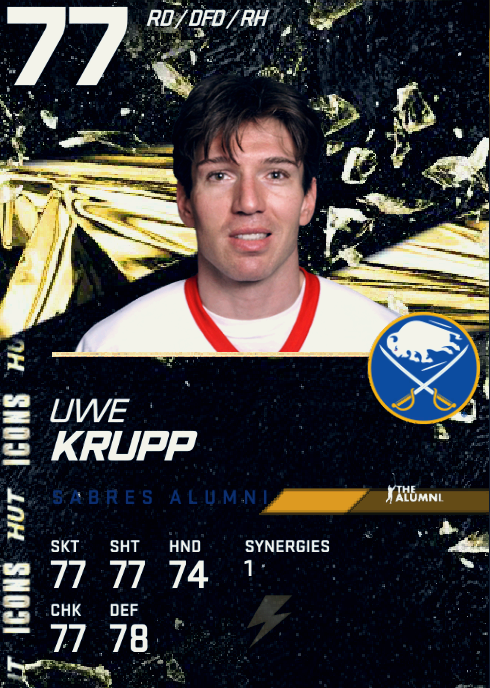 77
RD / DFD / RH
UWE
KRUPP
SABRES ALUMNI
THE
ALUMNI.
SKT SHT HND SYNERGIES
77 77 74 1
CHK DEF
77 78
ICONS HUT
ICONS HUT